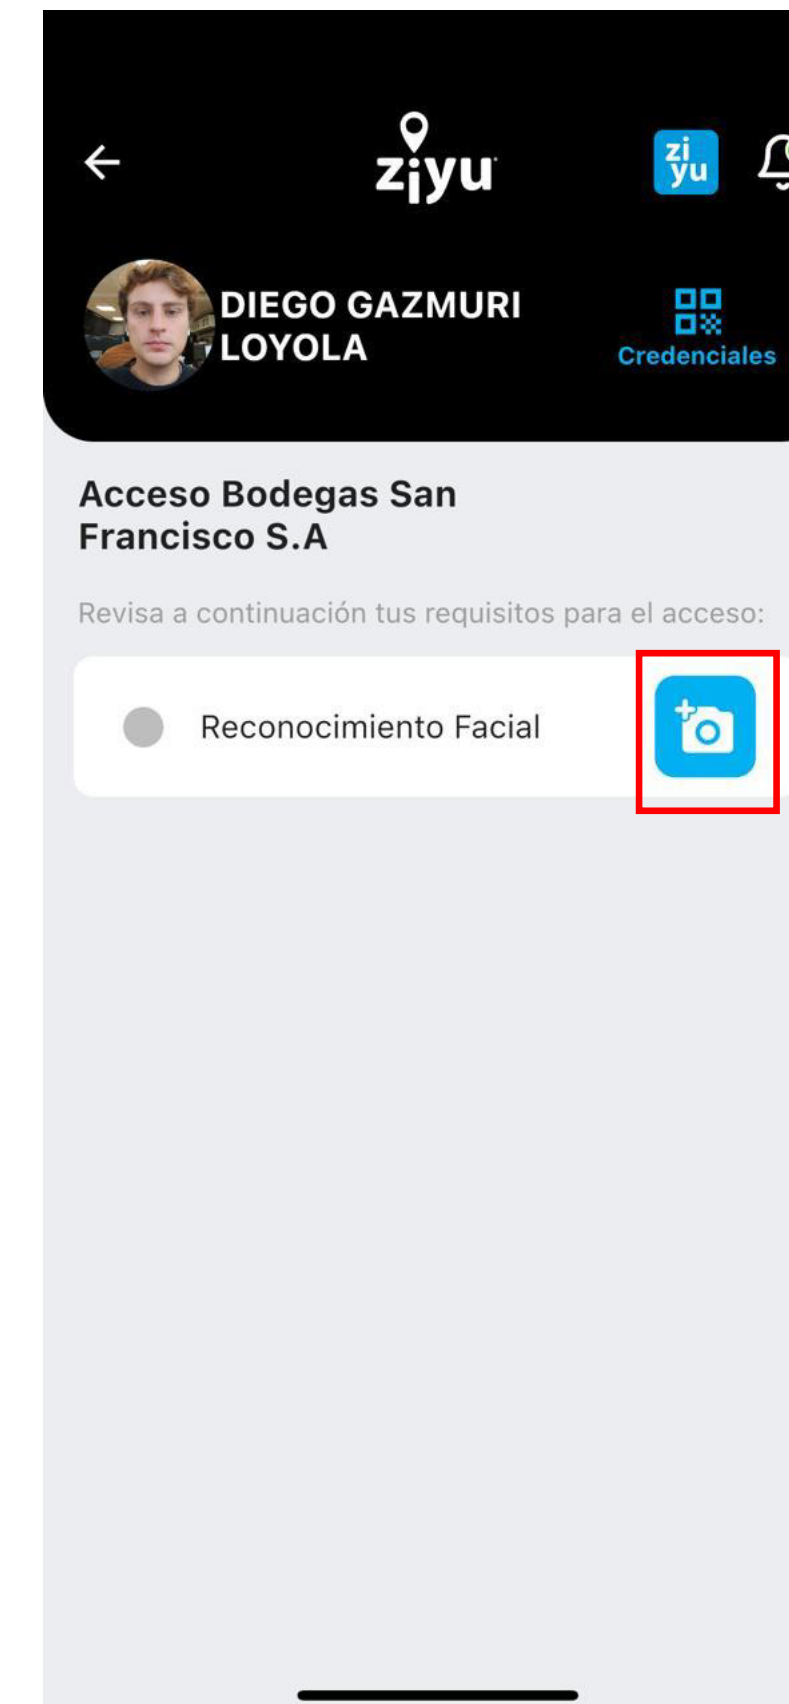 ziyu
zi
yu
DIEGO GAZMURI
LOYOLA
Credenciales
Acceso Bodegas San
Francisco S.A
Revisa a continuación tus requisitos para el acceso:
Reconocimiento Facial